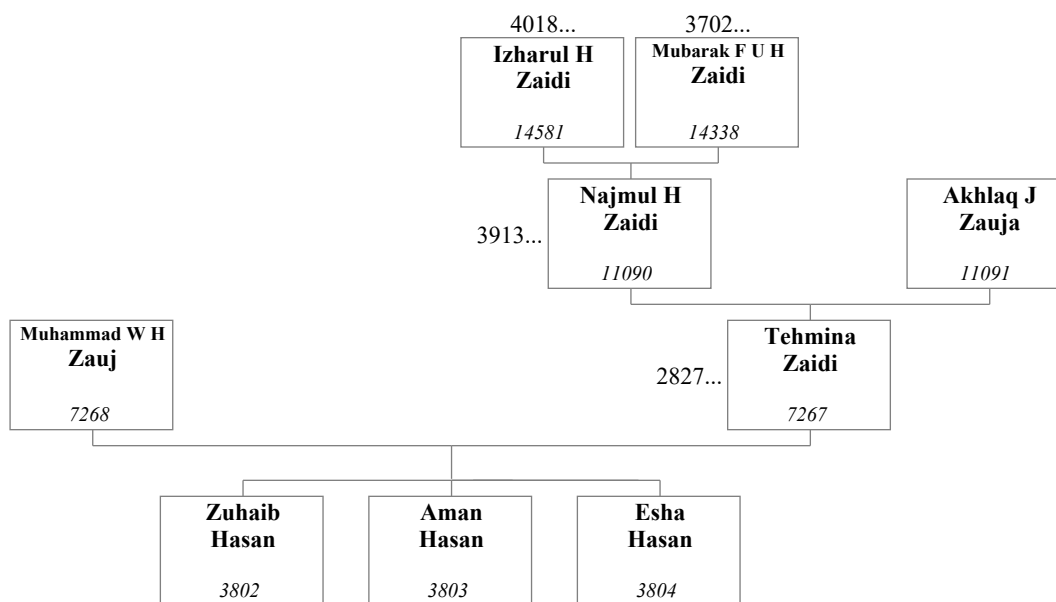 4018...
3702...
Izharul H
Zaidi
14581
Mubarak F U H
Zaidi
14338
Najmul H
Zaidi
11090
3913...
Akhlaq J
Zauja
11091
Muhammad W H
Zauj
7268
Tehmina
Zaidi
7267
2827...
Zuhaib
Hasan
3802
Aman
Hasan
3803
Esha
Hasan
3804